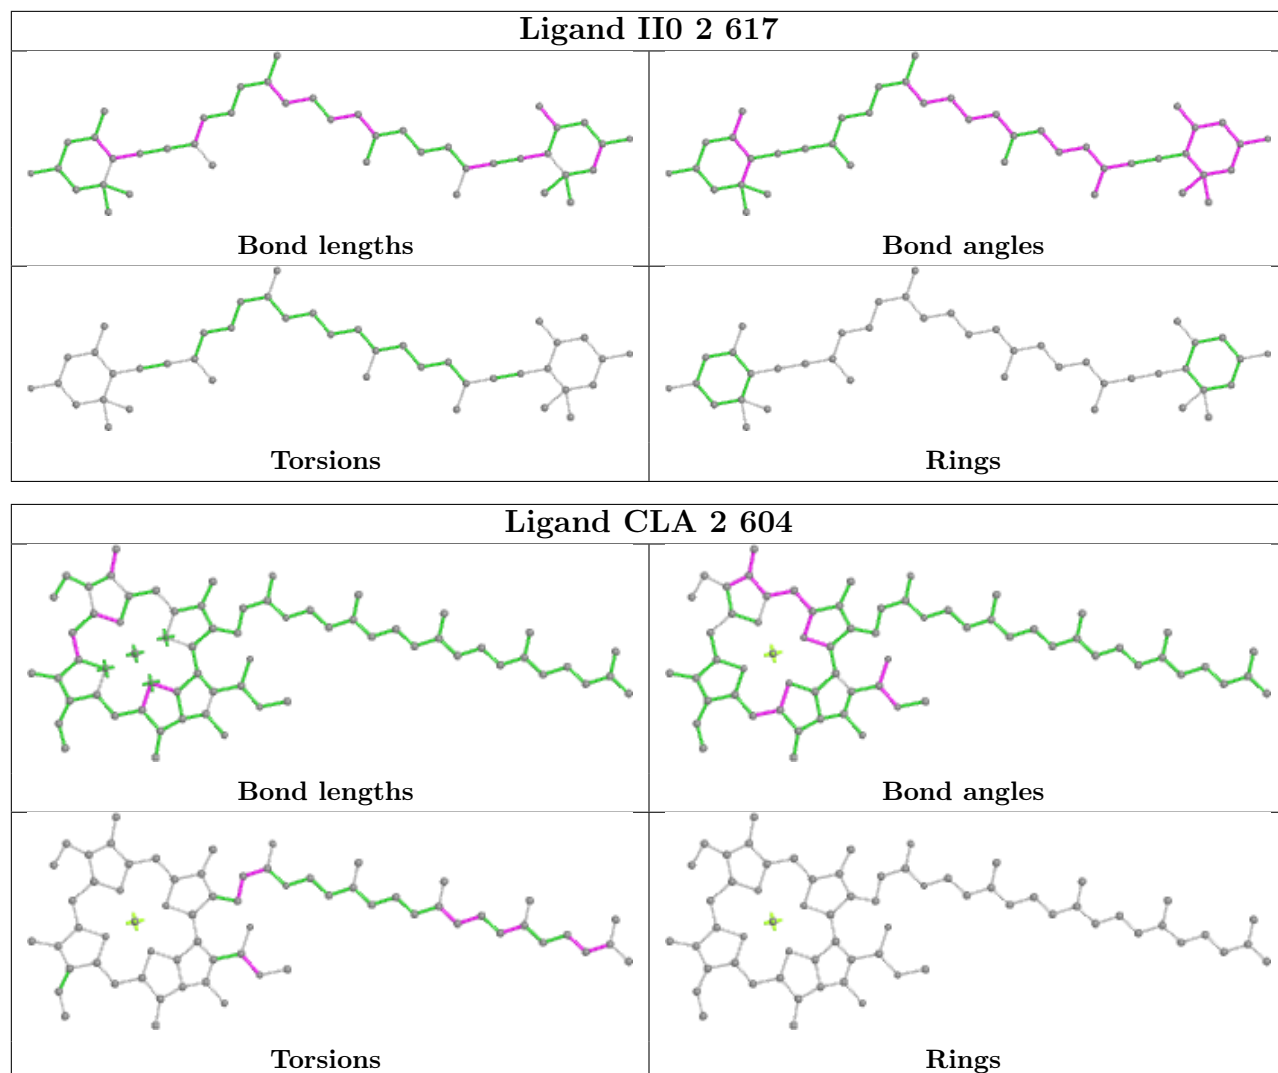 Ligand II0 2 617
Bond lengths
Bond angles
Torsions
Rings
Ligand CLA 2 604
Bond lengths
Bond angles
Torsions
Rings